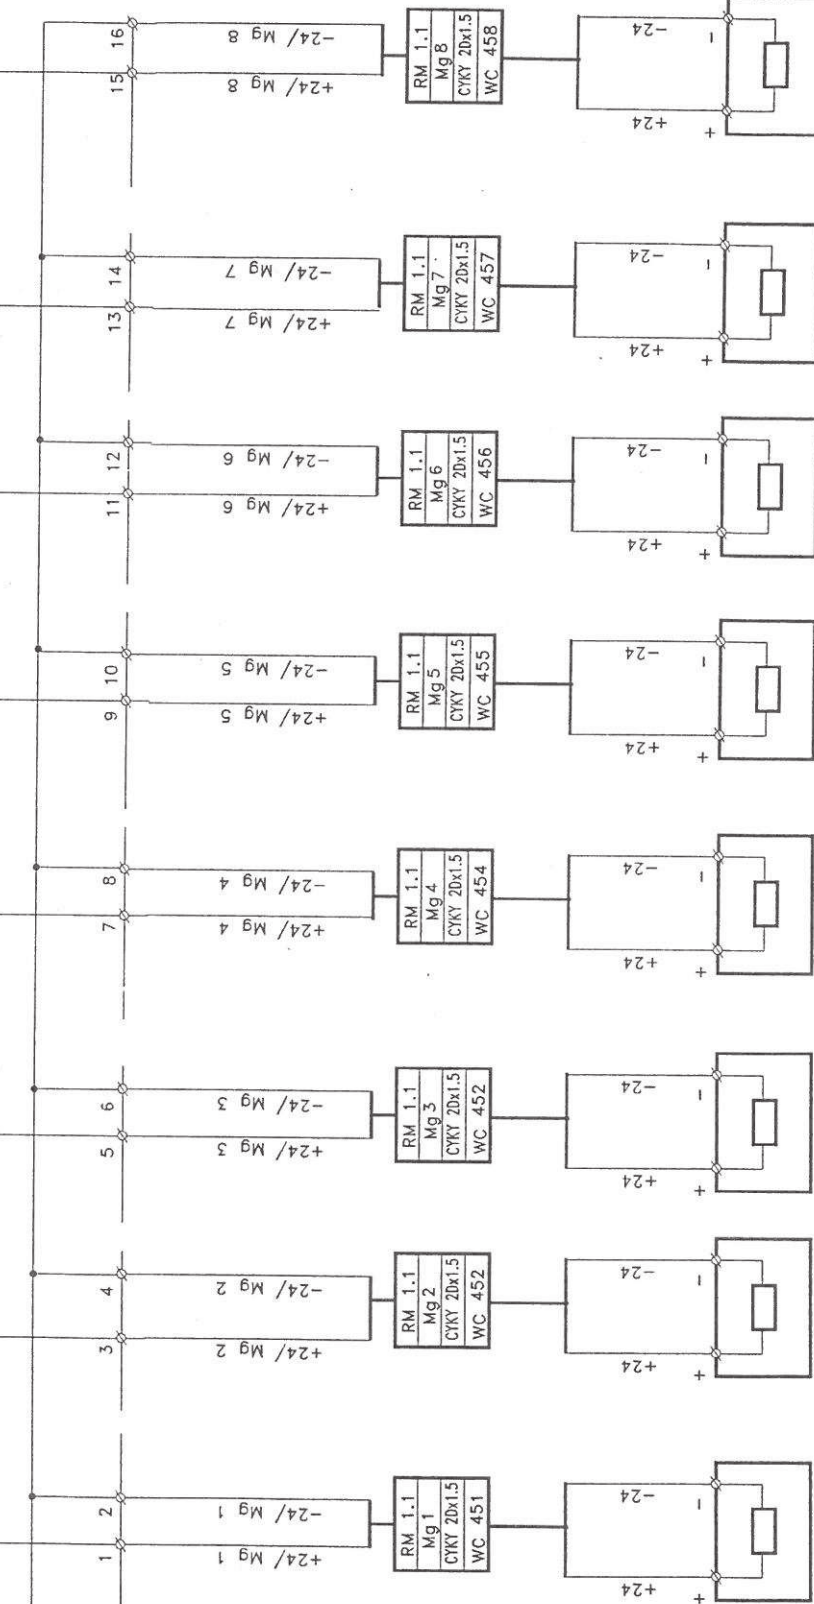 16
-24/ Mg 8
15
+24/ Mg 8
RM 1.1
Mg 8
CYKY 2Dx1.5
WC 458
-24
-
+24
+
14
-24/ Mg 7
13
+24/ Mg 7
RM 1.1
Mg 7
CYKY 2Dx1.5
WC 457
-24
-
+24
+
12
-24/ Mg 6
11
+24/ Mg 6
RM 1.1
Mg 6
CYKY 2Dx1.5
WC 456
-24
-
+24
+
10
-24/ Mg 5
9
+24/ Mg 5
RM 1.1
Mg 5
CYKY 2Dx1.5
WC 455
-24
-
+24
+
8
-24/ Mg 4
7
+24/ Mg 4
RM 1.1
Mg 4
CYKY 2Dx1.5
WC 454
-24
-
+24
+
6
-24/ Mg 3
5
+24/ Mg 3
RM 1.1
Mg 3
CYKY 2Dx1.5
WC 452
-24
-
+24
+
4
-24/ Mg 2
3
+24/ Mg 2
RM 1.1
Mg 2
CYKY 2Dx1.5
WC 452
-24
-
+24
+
2
-24/ Mg 1
1
+24/ Mg 1
RM 1.1
Mg 1
CYKY 2Dx1.5
WC 451
-24
-
+24
+